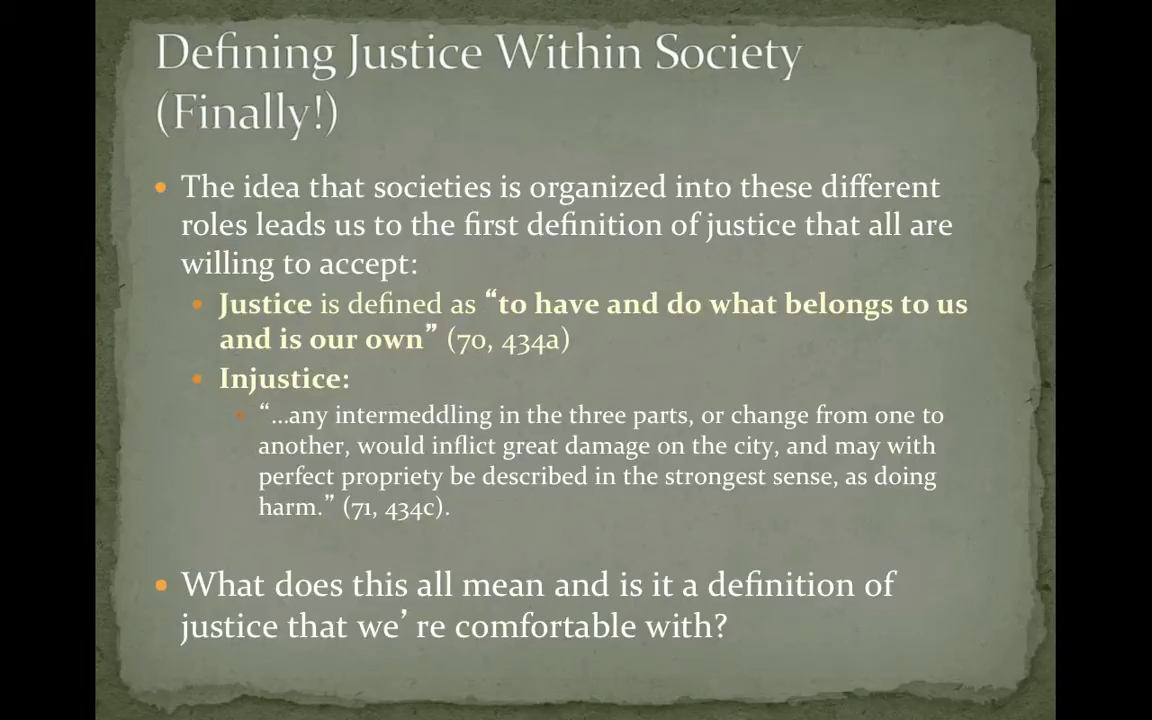 Defining Justice Within Society
(Finally!)
• The idea that societies is organized into these different
roles leads us to the first definition of justice that all are
willing to accept:
• Justice is defined as “to have and do what belongs to us
and is our own” (70, 434a)
• Injustice:
• “…any intermeddling in the three parts, or change from one to
another, would inflict great damage on the city, and may with
perfect propriety be described in the strongest sense, as doing
harm.” (71, 434c).
• What does this all mean and is it a definition of
justice that we’ re comfortable with?